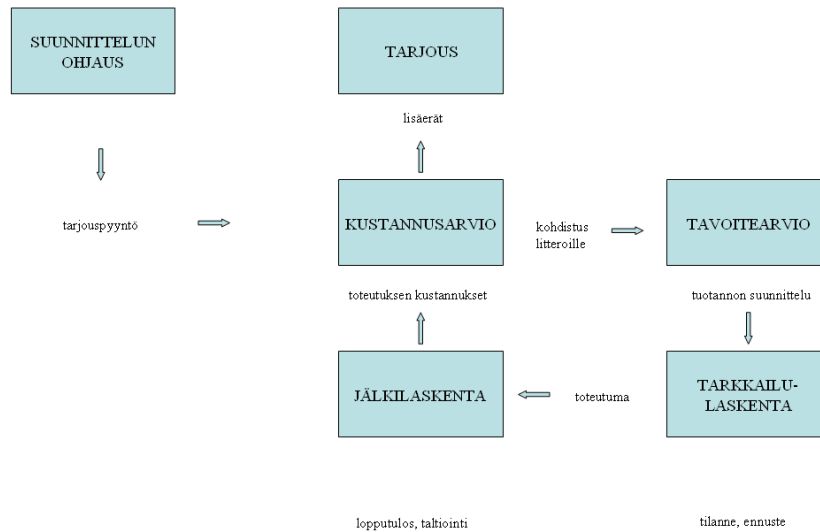 SUUNNITTELUN
OHJAUS
TARJOUS
lisäerät
tarjouspyyntö
KUSTANNUSARVIO
kohdistus
litteroille
TAVOITEARVIO
toteutuksen kustannukset
tuotannon suunnittelu
JÄLKILASKENTA
toteutuma
TARKKAILU-
LASKENTA
lopputulos, taltiointi
tilanne, ennuste